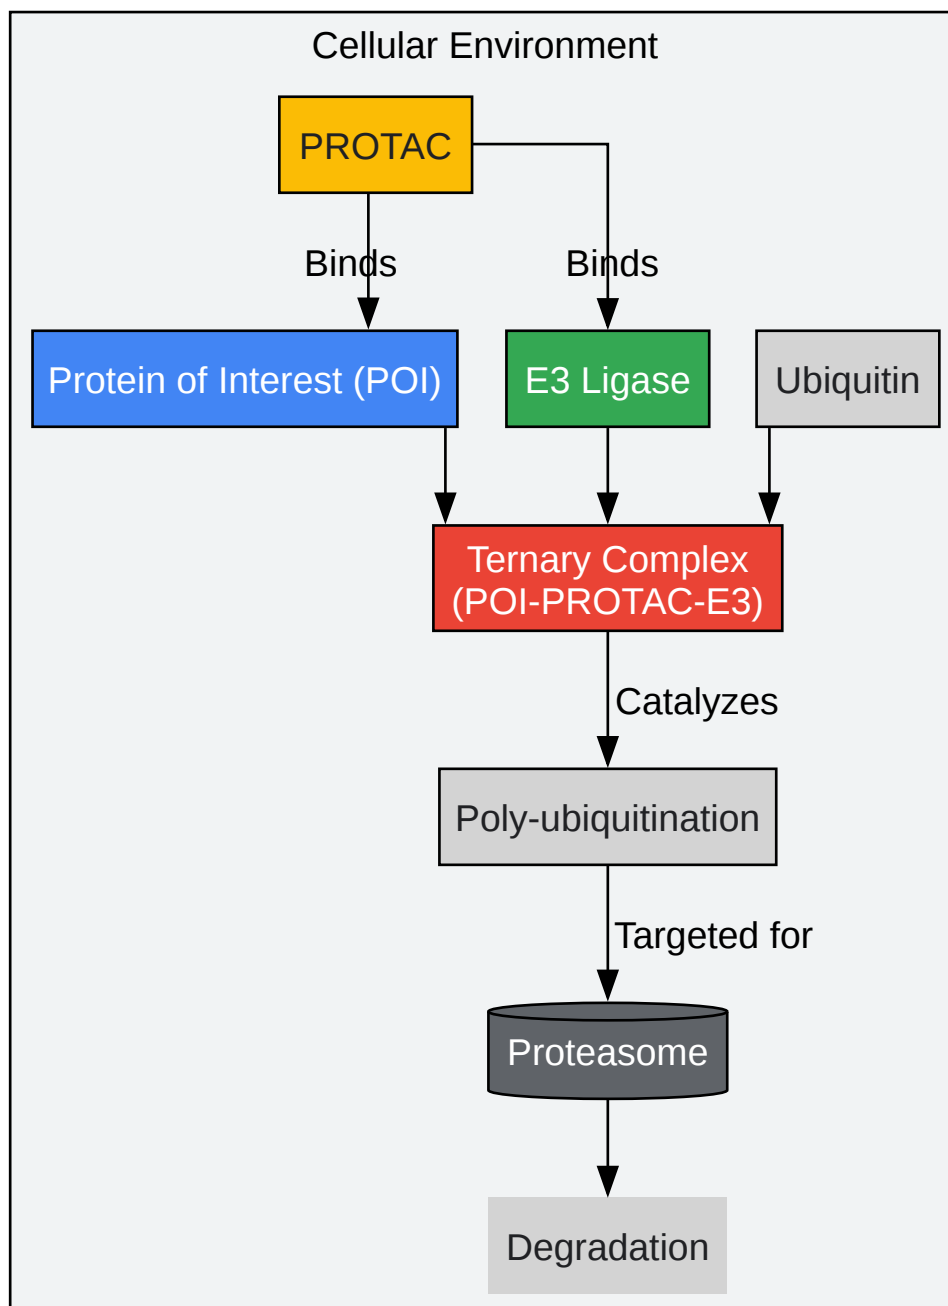 Cellular Environment
PROTAC
Binds
Binds
Protein of Interest (POI)
E3 Ligase
Ubiquitin
Ternary Complex
(POI-PROTAC-E3)
Catalyzes
Poly-ubiquitination
Targeted for
Proteasome
Degradation